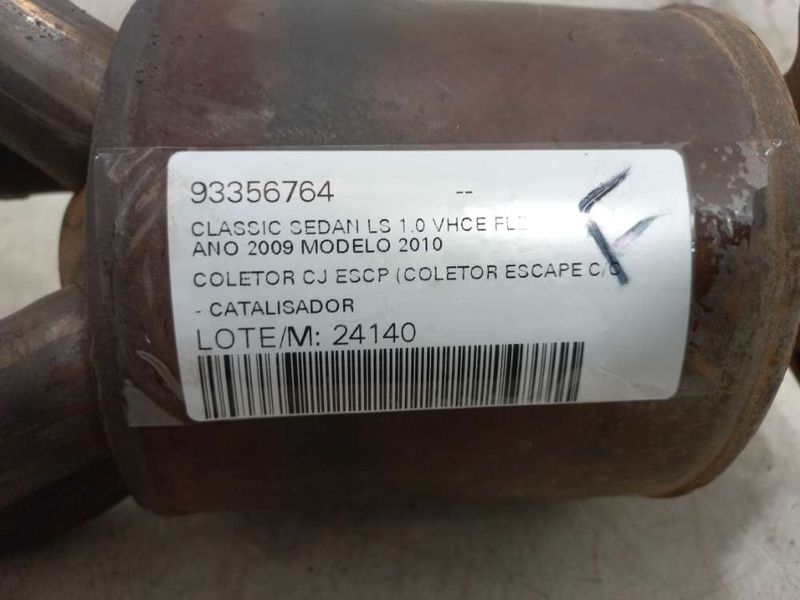 93356764 --
CLASSIC SEDAN LS 1.0 VHCE
ANO 2009 MODELO 2010
COLETOR CJ ESCP (COLETOR ESCAPE C/C
- CATALISADOR
LOTE/M: 24140